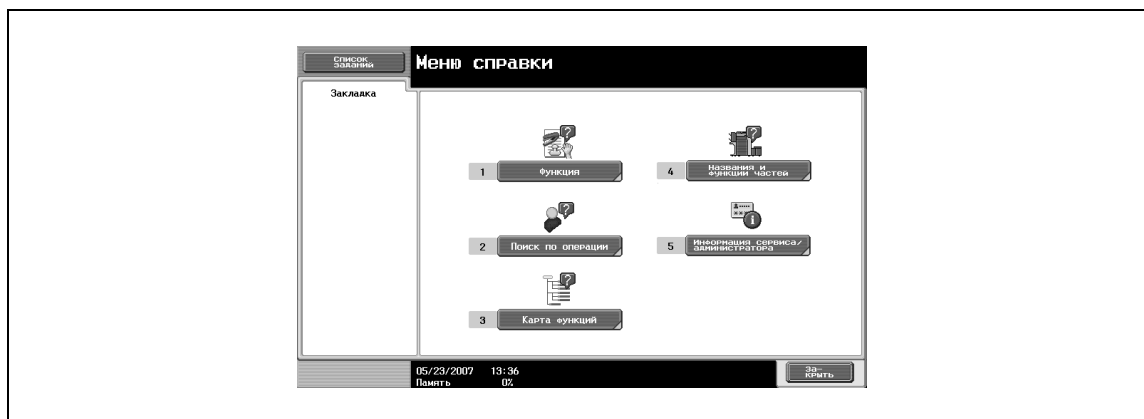 Список
заданий
Меню справки
Закладка
1 Функция
4 Названия и
функции частей
2 Поиск по операции
5 Информация сервиса/
администратора
3 Карта функций
05/23/2007 13:36
Память 0%
За-
крыть